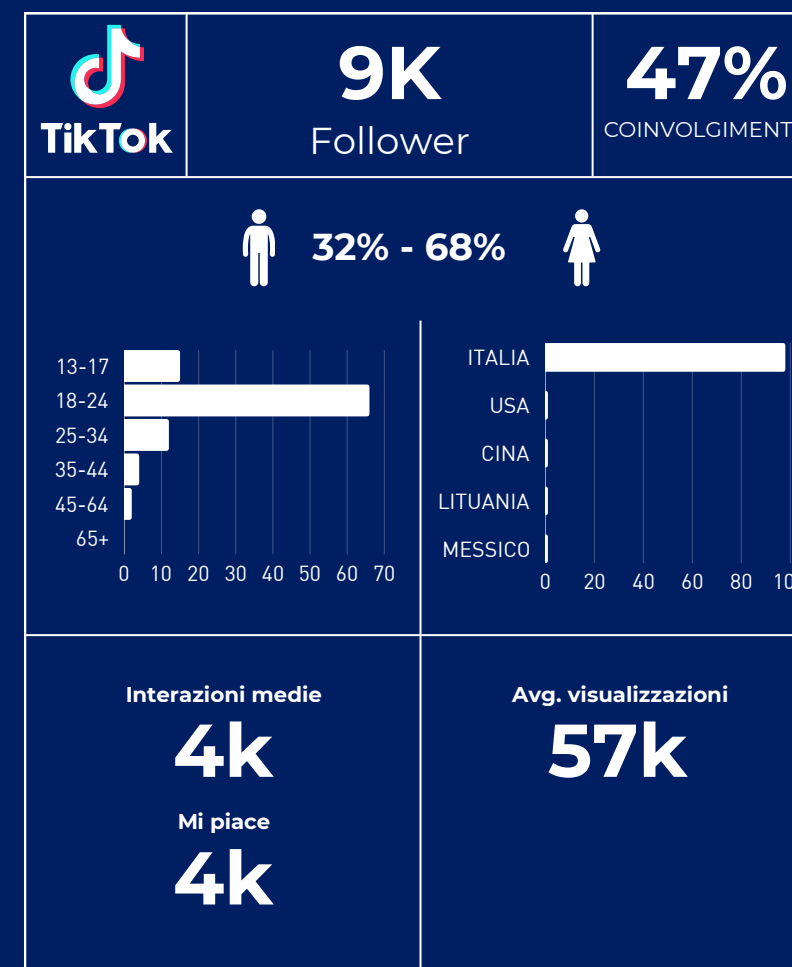 TikTok
9K
Follower
47%
COINVOLGIMENT
32% - 68%
13-17
18-24
25-34
35-44
45-64
65+
0 10 20 30 40 50 60 70
ITALIA
USA
CINA
LITUANIA
MESSICO
0 20 40 60 80 10
Interazioni medie
4k
Mi piace
4k
Avg. visualizzazioni
57k